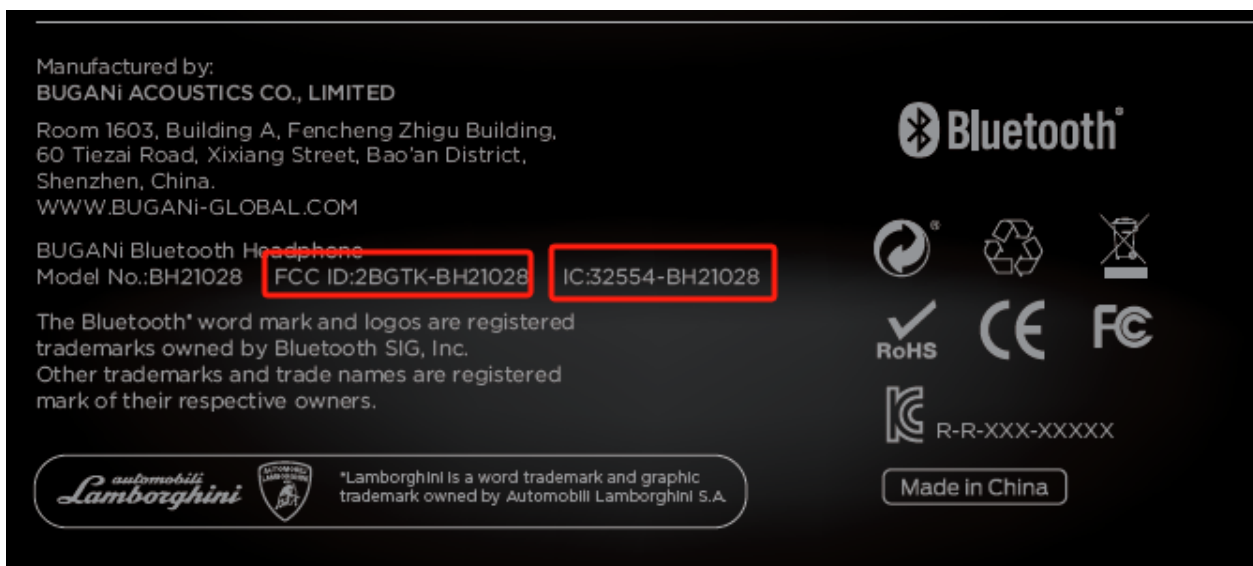 Manufactured by:
BUGANi ACOUSTICS CO., LIMITED
Room 1603, Building A, Fencheng Zhigu Building,
60 Tiezai Road, Xixiang Street, Bao'an District,
Shenzhen, China.
WWW.BUGANi-GLOBAL.COM
BUGANi Bluetooth Headphone
Model No.:BH21028 FCC ID:2BGTK-BH21028 IC:32554-BH21028
The Bluetooth® word mark and logos are registered
trademarks owned by Bluetooth SIG, Inc.
Other trademarks and trade names are registered
mark of their respective owners.
automobili
Lamborghini
AUTOMOBILI
LAMBORGHINI
*Lamborghini is a word trademark and graphic
trademark owned by Automobili Lamborghini S.A.
Bluetooth®
®
RoHS
CE
FC
R-R-XXX-XXXXX
Made in China